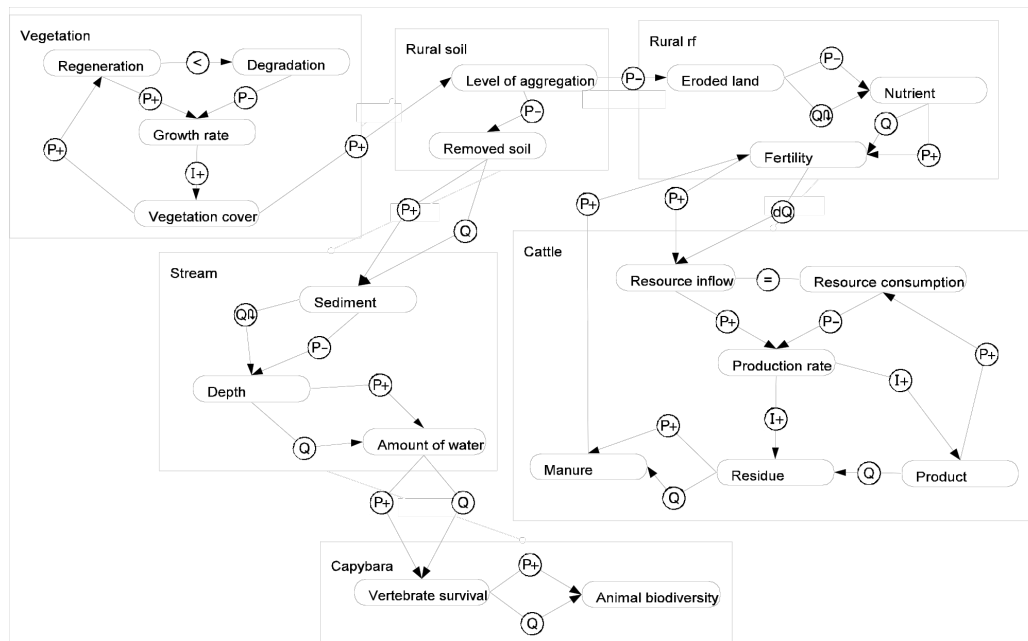 Vegetation
Regeneration
<
Degradation
P+
P-
Growth rate
P+
I+
Vegetation cover
P+
Rural soil
Level of aggregation
P-
P-
Removed soil
Rural rf
Eroded land
P-
Q
Nutrient
Q
P+
Fertility
P+
Q
P+
P+
dQ
Stream
Sediment
Q
P-
Depth
P+
Q
Amount of water
Cattle
Resource inflow
=
Resource consumption
P+
P-
Production rate
P+
I+
I+
P+
Manure
Q
Residue
Q
Product
P+
Q
Capybara
Vertebrate survival
P+
Q
Animal biodiversity